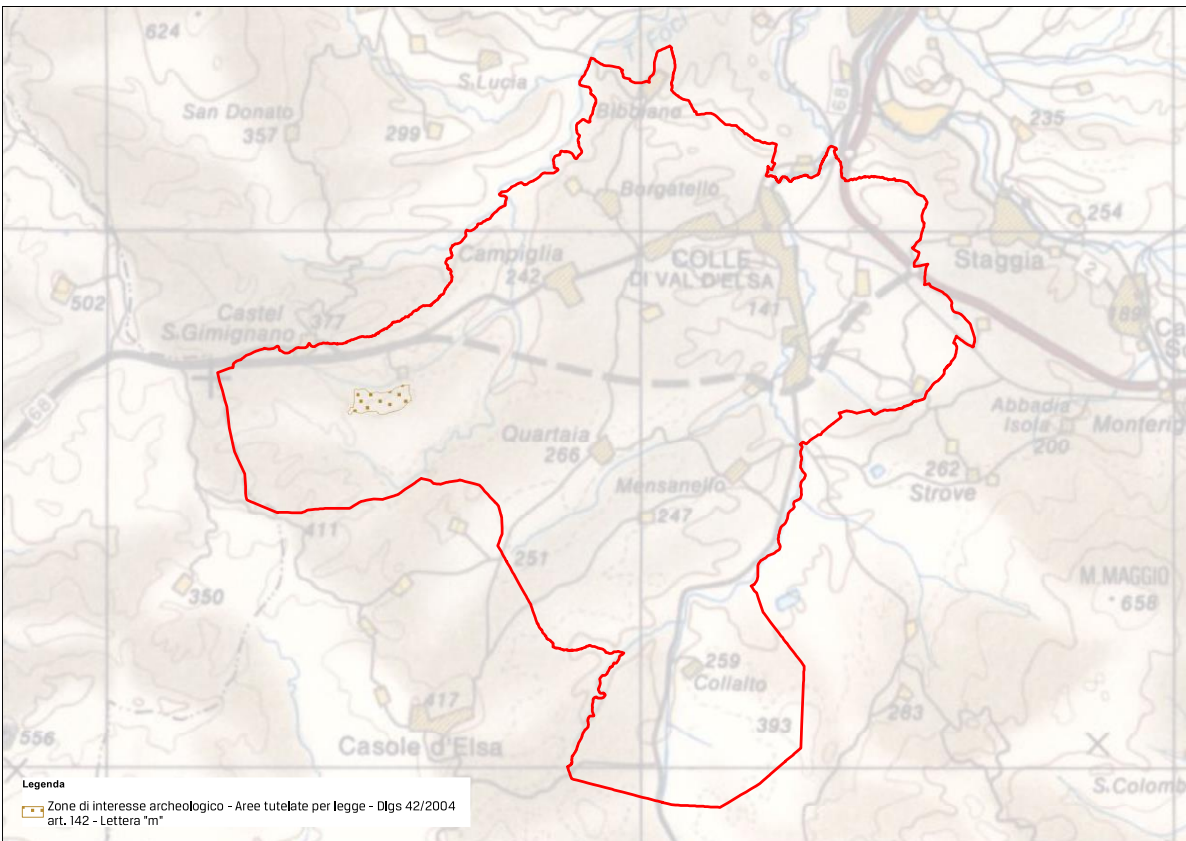 624
T. Foci
S.Lucia
68
San Donato
357
299
Bibbiano
235
Borgatello
254
Campiglia
242
COLLE
DI VAL D'ELSA
141
Staggia
2
502
Castel
S.Gimignano
377
189
68
Quartaia
266
Abbadia
Isola
200
Monterig
262
Strove
Mensanello
247
411
251
350
M.MAGGIO
658
259
Collalto
417
393
283
556
Casole d'Elsa
S.Colomb
Legenda
Zone di interesse archeologico - Aree tutelate per legge - Dlgs 42/2004
art. 142 - Lettera "m"